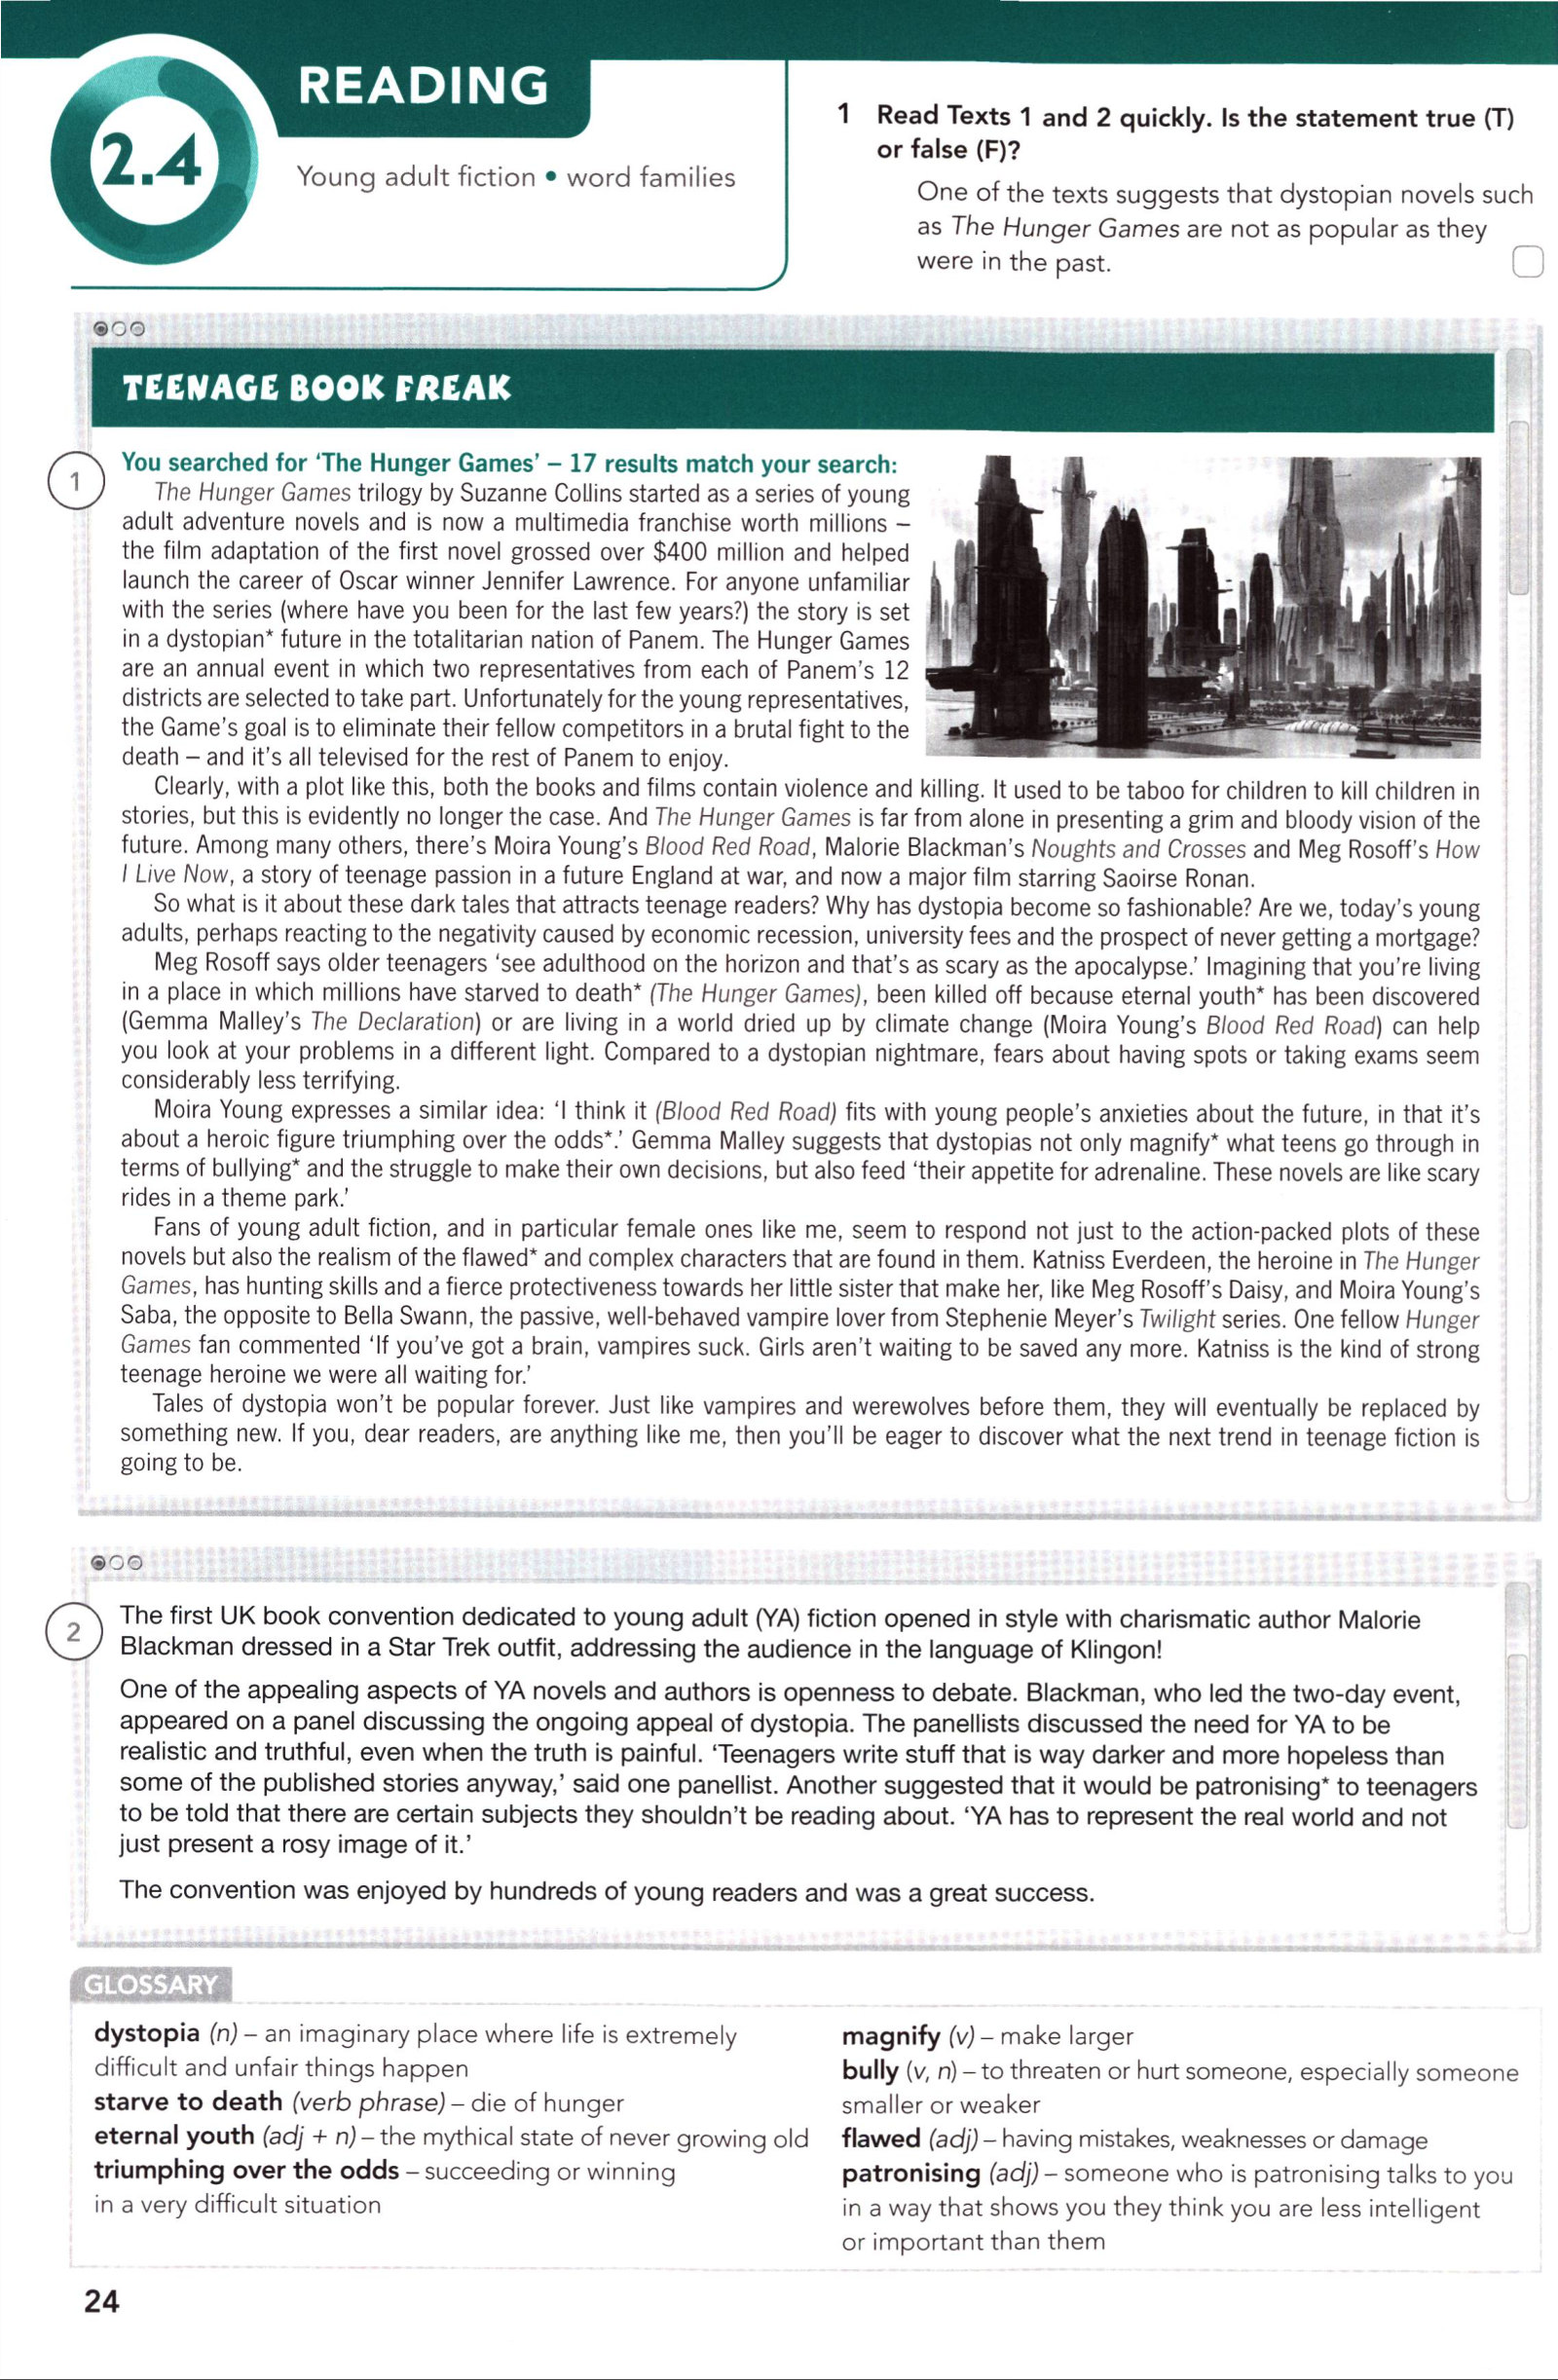 READING
2.4
Young adult fiction • word families
1 Read Texts 1 and 2 quickly. Is the statement true (T)
or false (F)?
One of the texts suggests that dystopian novels such
as The Hunger Games are not as popular as they
were in the past.
TEENAGE BOOK FREAK
1
You searched for ‘The Hunger Games’ – 17 results match your search:
The Hunger Games trilogy by Suzanne Collins started as a series of young
adult adventure novels and is now a multimedia franchise worth millions –
the film adaptation of the first novel grossed over $400 million and helped
launch the career of Oscar winner Jennifer Lawrence. For anyone unfamiliar
with the series (where have you been for the last few years?) the story is set
in a dystopian* future in the totalitarian nation of Panem. The Hunger Games
are an annual event in which two representatives from each of Panem’s 12
districts are selected to take part. Unfortunately for the young representatives,
the Game’s goal is to eliminate their fellow competitors in a brutal fight to the
death – and it’s all televised for the rest of Panem to enjoy.
Clearly, with a plot like this, both the books and films contain violence and killing. It used to be taboo for children to kill children in
stories, but this is evidently no longer the case. And The Hunger Games is far from alone in presenting a grim and bloody vision of the
future. Among many others, there’s Moira Young’s Blood Red Road, Malorie Blackman’s Noughts and Crosses and Meg Rosoff’s How
I Live Now, a story of teenage passion in a future England at war, and now a major film starring Saoirse Ronan.
So what is it about these dark tales that attracts teenage readers? Why has dystopia become so fashionable? Are we, today’s young
adults, perhaps reacting to the negativity caused by economic recession, university fees and the prospect of never getting a mortgage?
Meg Rosoff says older teenagers ‘see adulthood on the horizon and that’s as scary as the apocalypse.’ Imagining that you’re living
in a place in which millions have starved to death* (The Hunger Games), been killed off because eternal youth* has been discovered
(Gemma Malley’s The Declaration) or are living in a world dried up by climate change (Moira Young’s Blood Red Road) can help
you look at your problems in a different light. Compared to a dystopian nightmare, fears about having spots or taking exams seem
considerably less terrifying.
Moira Young expresses a similar idea: ‘I think it (Blood Red Road) fits with young people’s anxieties about the future, in that it’s
about a heroic figure triumphing over the odds*.’ Gemma Malley suggests that dystopias not only magnify* what teens go through in
terms of bullying* and the struggle to make their own decisions, but also feed ‘their appetite for adrenaline. These novels are like scary
rides in a theme park.’
Fans of young adult fiction, and in particular female ones like me, seem to respond not just to the action-packed plots of these
novels but also the realism of the flawed* and complex characters that are found in them. Katniss Everdeen, the heroine in The Hunger
Games, has hunting skills and a fierce protectiveness towards her little sister that make her, like Meg Rosoff’s Daisy, and Moira Young’s
Saba, the opposite to Bella Swann, the passive, well-behaved vampire lover from Stephenie Meyer’s Twilight series. One fellow Hunger
Games fan commented ‘If you’ve got a brain, vampires suck. Girls aren’t waiting to be saved any more. Katniss is the kind of strong
teenage heroine we were all waiting for.’
Tales of dystopia won’t be popular forever. Just like vampires and werewolves before them, they will eventually be replaced by
something new. If you, dear readers, are anything like me, then you’ll be eager to discover what the next trend in teenage fiction is
going to be.
2
The first UK book convention dedicated to young adult (YA) fiction opened in style with charismatic author Malorie
Blackman dressed in a Star Trek outfit, addressing the audience in the language of Klingon!
One of the appealing aspects of YA novels and authors is openness to debate. Blackman, who led the two-day event,
appeared on a panel discussing the ongoing appeal of dystopia. The panellists discussed the need for YA to be
realistic and truthful, even when the truth is painful. ‘Teenagers write stuff that is way darker and more hopeless than
some of the published stories anyway,’ said one panellist. Another suggested that it would be patronising* to teenagers
to be told that there are certain subjects they shouldn’t be reading about. ‘YA has to represent the real world and not
just present a rosy image of it.’
The convention was enjoyed by hundreds of young readers and was a great success.
GLOSSARY
dystopia (n) – an imaginary place where life is extremely
difficult and unfair things happen
starve to death (verb phrase) – die of hunger
eternal youth (adj + n) – the mythical state of never growing old
triumphing over the odds – succeeding or winning
in a very difficult situation
magnify (v) – make larger
bully (v, n) – to threaten or hurt someone, especially someone
smaller or weaker
flawed (adj) – having mistakes, weaknesses or damage
patronising (adj) – someone who is patronising talks to you
in a way that shows you they think you are less intelligent
or important than them
24